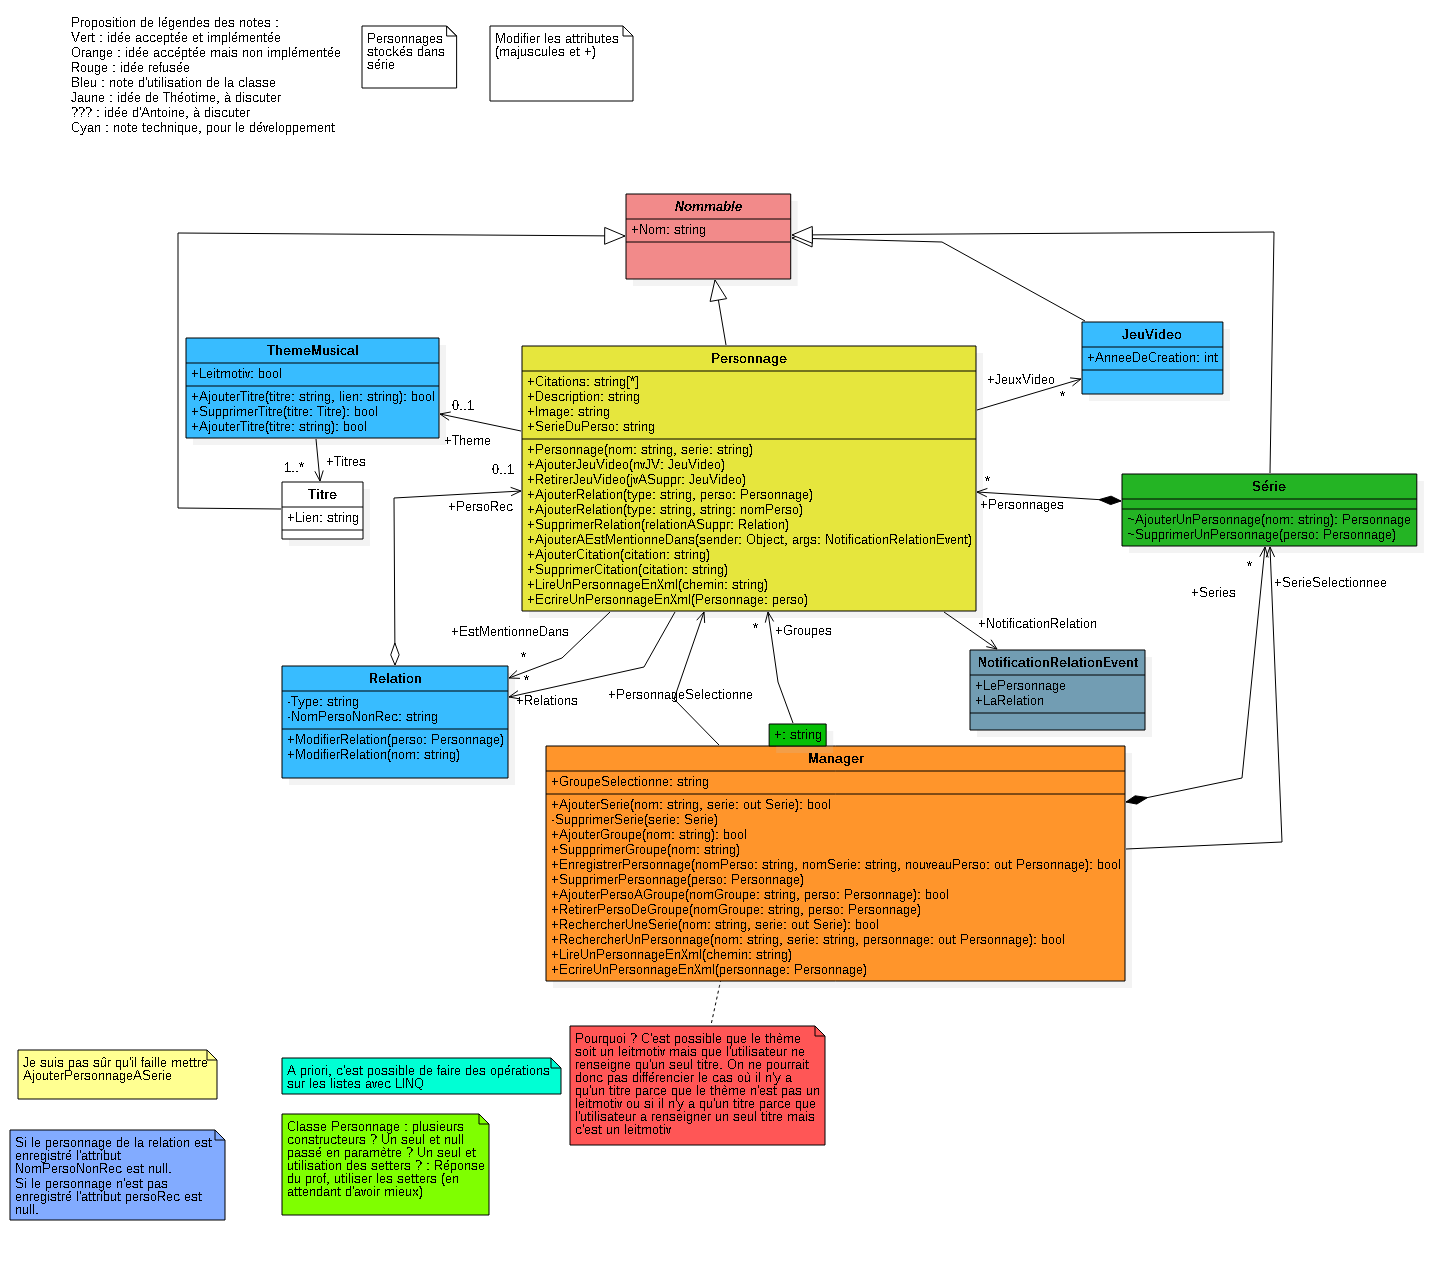 Proposition de légendes des notes :
Vert : idée acceptée et implémentée
Orange : idée accéptée mais non implémentée
Rouge : idée refusée
Bleu : note d'utilisation de la classe
Jaune : idée de Théotime, à discuter
??? : idée d'Antoine, à discuter
Cyan : note technique, pour le développement
Personnages
stockés dans
série
Modifier les attributes
(majuscules et +)
Nommable
+Nom: string
ThemeMusical
+Leitmotiv: bool
+AjouterTitre(titre: string, lien: string): bool
+SupprimerTitre(titre: Titre): bool
+AjouterTitre(titre: string): bool
0..1
+Theme
1..*
+Titres
Titre
+Lien: string
Personnage
+Citations: string[*]
+Description: string
+Image: string
+SerieDuPerso: string
+Personnage(nom: string, serie: string)
+AjouterJeuVideo(nvJV: JeuVideo)
+RetirerJeuVideo(jvASuppr: JeuVideo)
+AjouterRelation(type: string, perso: Personnage)
+AjouterRelation(type: string, string: nomPerso)
+SupprimerRelation(relationASuppr: Relation)
+AjouterAEstMentionneDans(sender: Object, args: NotificationRelationEvent)
+AjouterCitation(citation: string)
+SupprimerCitation(citation: string)
+LireUnPersonnageEnXml(chemin: string)
+EcrireUnPersonnageEnXml(Personnage: perso)
+JeuxVideo
*
JeuVideo
+AnneeDeCreation: int
0..1
+PersoRec
*
+Personnages
Série
~AjouterUnPersonnage(nom: string): Personnage
~SupprimerUnPersonnage(perso: Personnage)
*
+Series
+SerieSelectionnee
+EstMentionneDans
*
*
+Relations
+PersonnageSelectionne
*
+Groupes
+NotificationRelation
Relation
-Type: string
-NomPersoNonRec: string
+ModifierRelation(perso: Personnage)
+ModifierRelation(nom: string)
NotificationRelationEvent
+LePersonnage
+LaRelation
+: string
Manager
+GroupeSelectionne: string
+AjouterSerie(nom: string, serie: out Serie): bool
-SupprimerSerie(serie: Serie)
+AjouterGroupe(nom: string): bool
+SuppprimerGroupe(nom: string)
+EnregistrerPersonnage(nomPerso: string, nomSerie: string, nouveauPerso: out Personnage): bool
+SupprimerPersonnage(perso: Personnage)
+AjouterPersoAGroupe(nomGroupe: string, perso: Personnage): bool
+RetirerPersoDeGroupe(nomGroupe: string, perso: Personnage)
+RechercherUneSerie(nom: string, serie: out Serie): bool
+RechercherUnPersonnage(nom: string, serie: string, personnage: out Personnage): bool
+LireUnPersonnageEnXml(chemin: string)
+EcrireUnPersonnageEnXml(personnage: Personnage)
Pourquoi ? C'est possible que le thème
soit un leitmotiv mais que l'utilisateur ne
renseigne qu'un seul titre. On ne pourrait
donc pas différencier le cas où il n'y a
qu'un titre parce que le thème n'est pas un
leitmotiv ou si il n'y a qu'un titre parce que
l'utilisateur a renseigner un seul titre mais
c'est un leitmotiv
Je suis pas sûr qu'il faille mettre
AjouterPersonnageASerie
A priori, c'est possible de faire des opérations
sur les listes avec LINQ
Si le personnage de la relation est
enregistré l'attribut
NomPersoNonRec est null.
Si le personnage n'est pas
enregistré l'attribut persoRec est
null.
Classe Personnage : plusieurs
constructeurs ? Un seul et null
passé en paramètre ? Un seul et
utilisation des setters ? : Réponse
du prof, utiliser les setters (en
attendant d'avoir mieux)